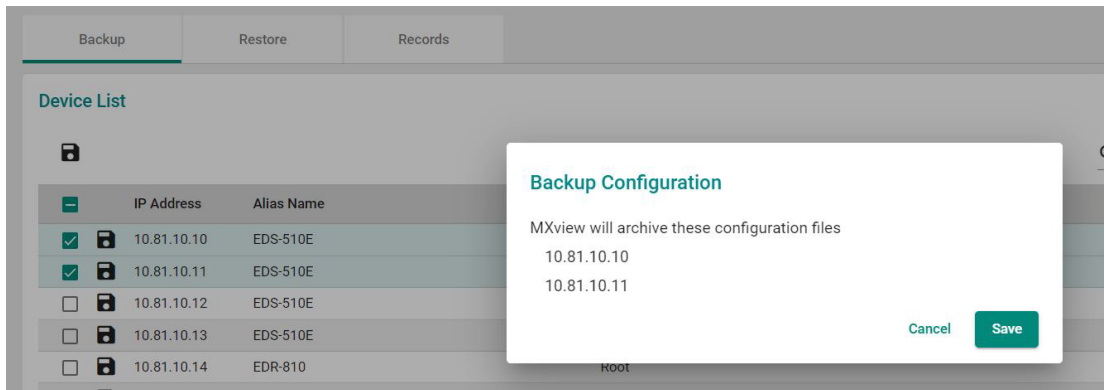 Backup Restore Records
Device List
IP Address Alias Name
10.81.10.10 EDS-510E
10.81.10.11 EDS-510E
10.81.10.12 EDS-510E
10.81.10.13 EDS-510E
10.81.10.14 EDR-810 Root
Backup Configuration
MXview will archive these configuration files
10.81.10.10
10.81.10.11
Cancel Save